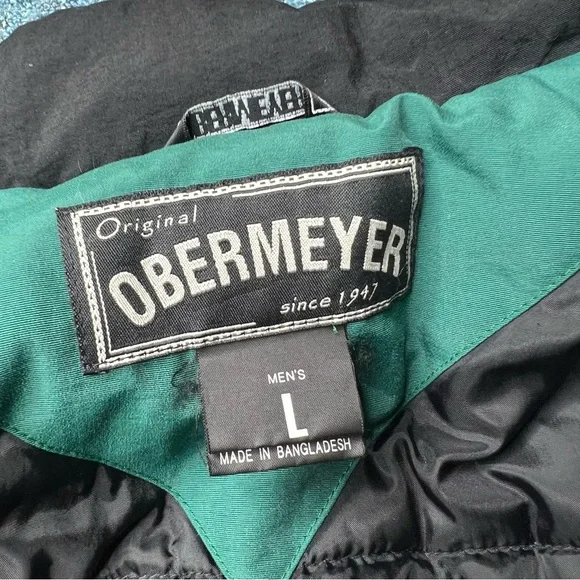 Original
OBERMEYER
since 1947
MEN'S
L
MADE IN BANGLADESH